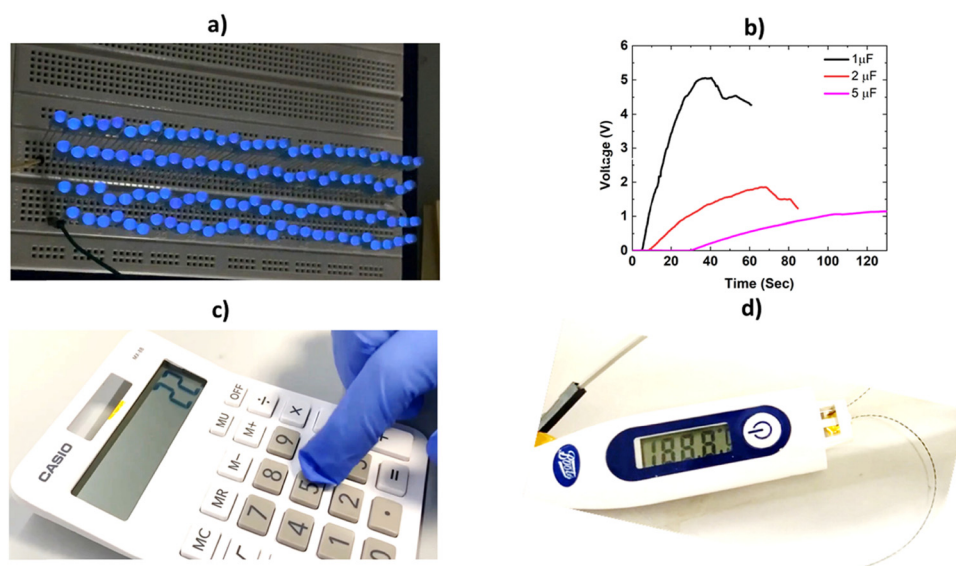 a)
b)
Voltage (V)
6
5
4
3
2
1
0
1μF
2 μF
5 μF
0 20 40 60 80 100 120
Time (Sec)
c)
CASIO
22
OFF
÷
×
MU
M+
9
+
M-
8
5
3
=
MR
7
4
2
.
MC
√
1
0
d)
Boots
188.8